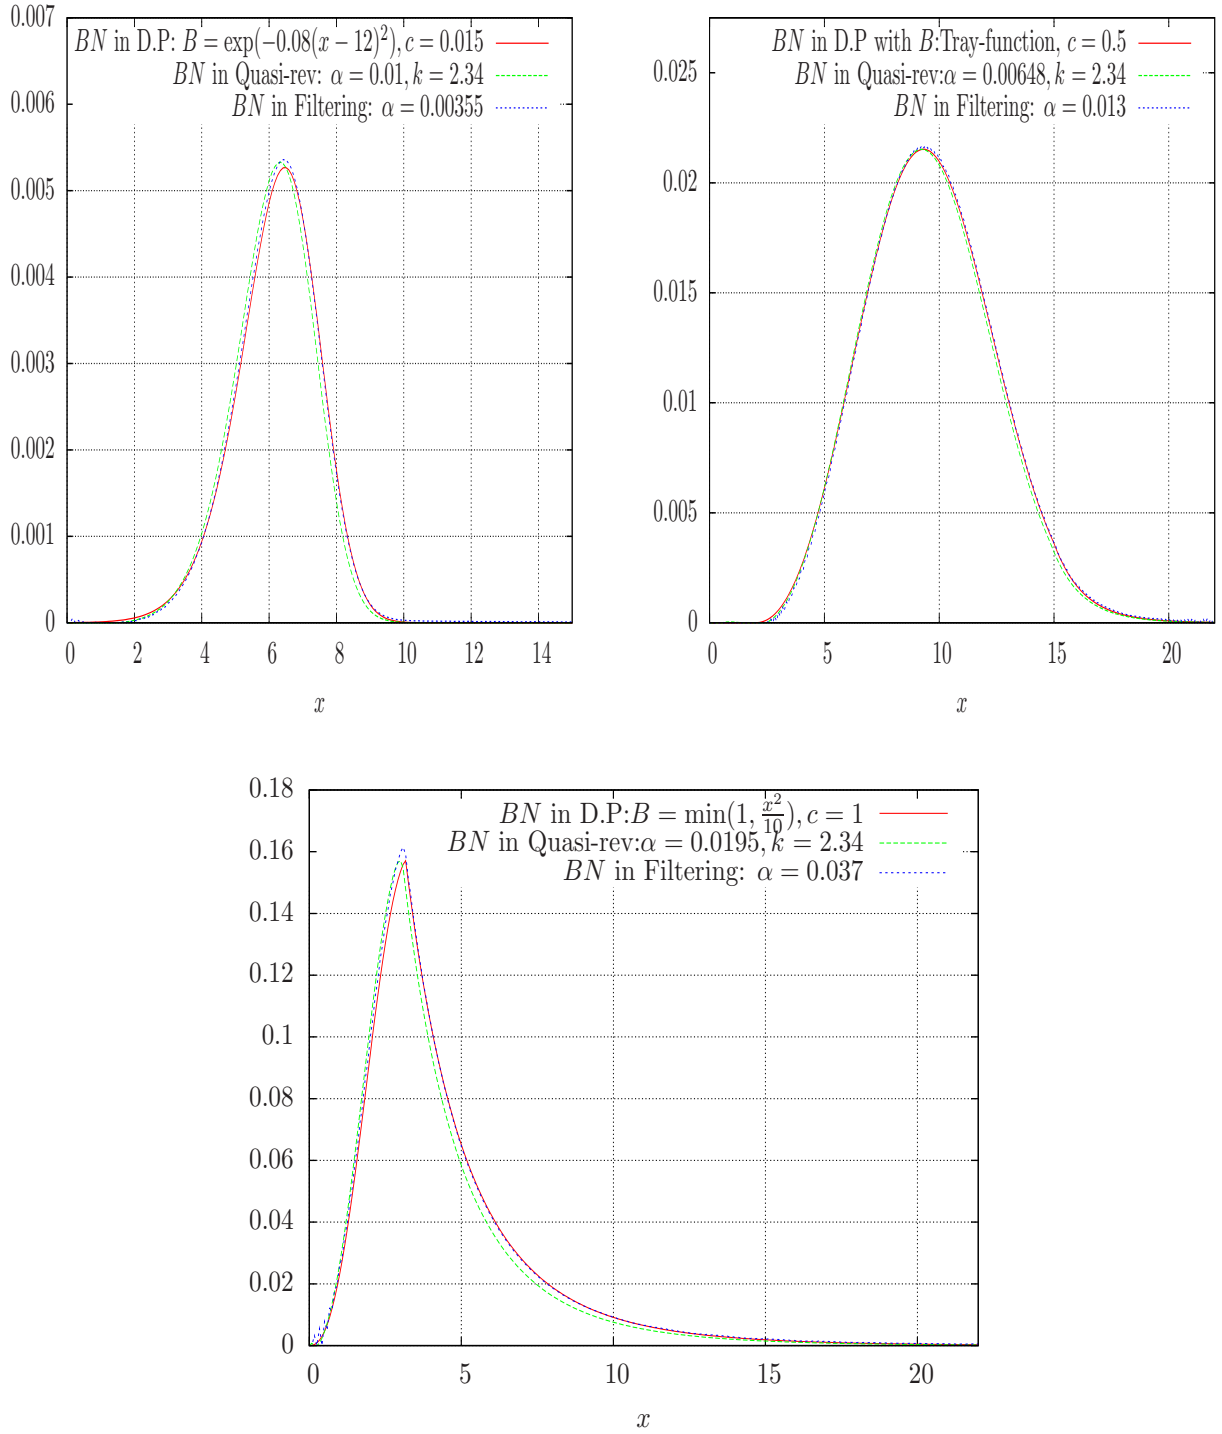 BN in D.P: B = exp(−0.08(x − 12)²), c = 0.015
BN in Quasi-rev: α = 0.01, k = 2.34
BN in Filtering: α = 0.00355
0.007
0.006
0.005
0.004
0.003
0.002
0.001
0
0 2 4 6 8 10 12 14
x
BN in D.P with B:Tray-function, c = 0.5
BN in Quasi-rev:α = 0.00648, k = 2.34
BN in Filtering: α = 0.013
0.025
0.02
0.015
0.01
0.005
0
0 5 10 15 20
x
BN in D.P:B = min(1, x²/10), c = 1
BN in Quasi-rev:α = 0.0195, k = 2.34
BN in Filtering: α = 0.037
0.18
0.16
0.14
0.12
0.1
0.08
0.06
0.04
0.02
0
0 5 10 15 20
x